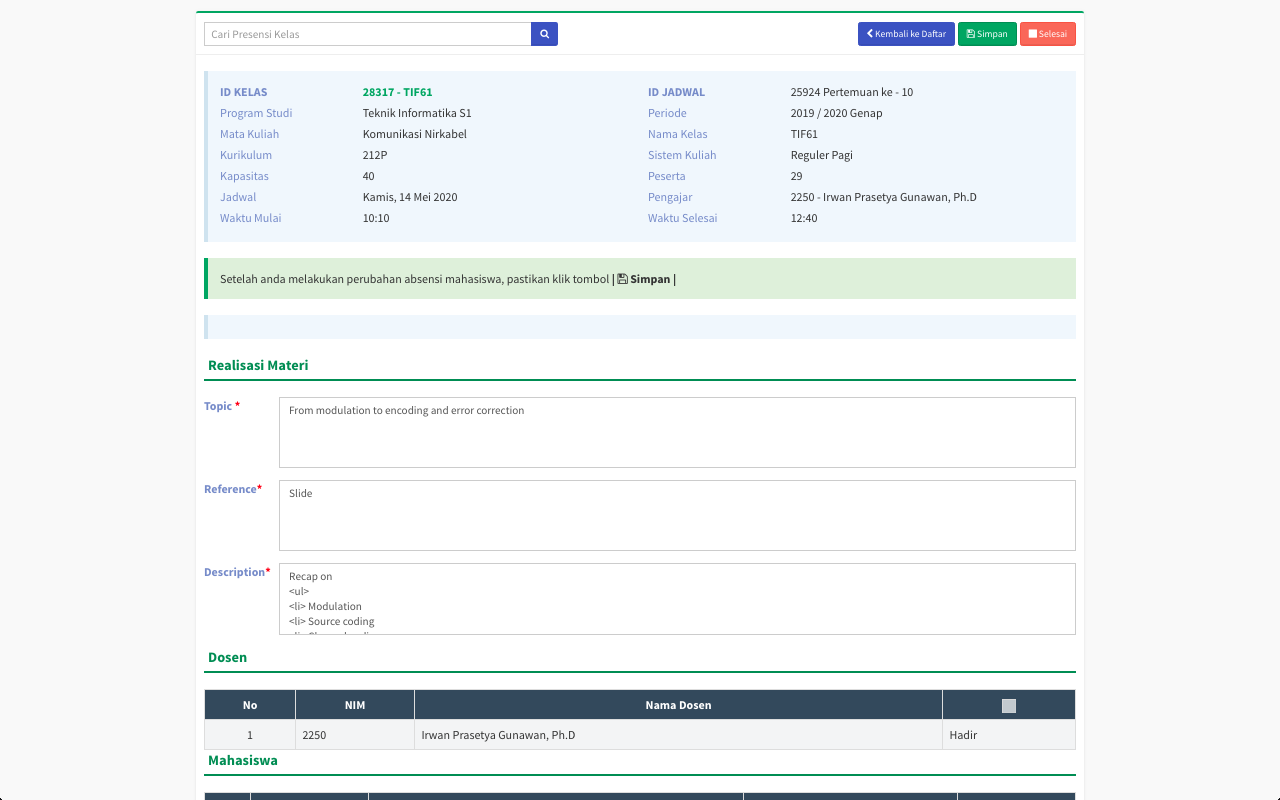 Cari Presensi Kelas
Kembali ke Daftar
Simpan
Selesai
ID KELAS 28317 - TIF61 ID JADWAL 25924 Pertemuan ke - 10
Program Studi Teknik Informatika S1 Periode 2019 / 2020 Genap
Mata Kuliah Komunikasi Nirkabel Nama Kelas TIF61
Kurikulum 212P Sistem Kuliah Reguler Pagi
Kapasitas 40 Peserta 29
Jadwal Kamis, 14 Mei 2020 Pengajar 2250 - Irwan Prasetya Gunawan, Ph.D
Waktu Mulai 10:10 Waktu Selesai 12:40
Setelah anda melakukan perubahan absensi mahasiswa, pastikan klik tombol | Simpan |
Realisasi Materi
Topic * From modulation to encoding and error correction
Reference* Slide
Description* Recap on
<ul>
<li> Modulation
<li> Source coding
Dosen
No NIM Nama Dosen
1 2250 Irwan Prasetya Gunawan, Ph.D Hadir
Mahasiswa